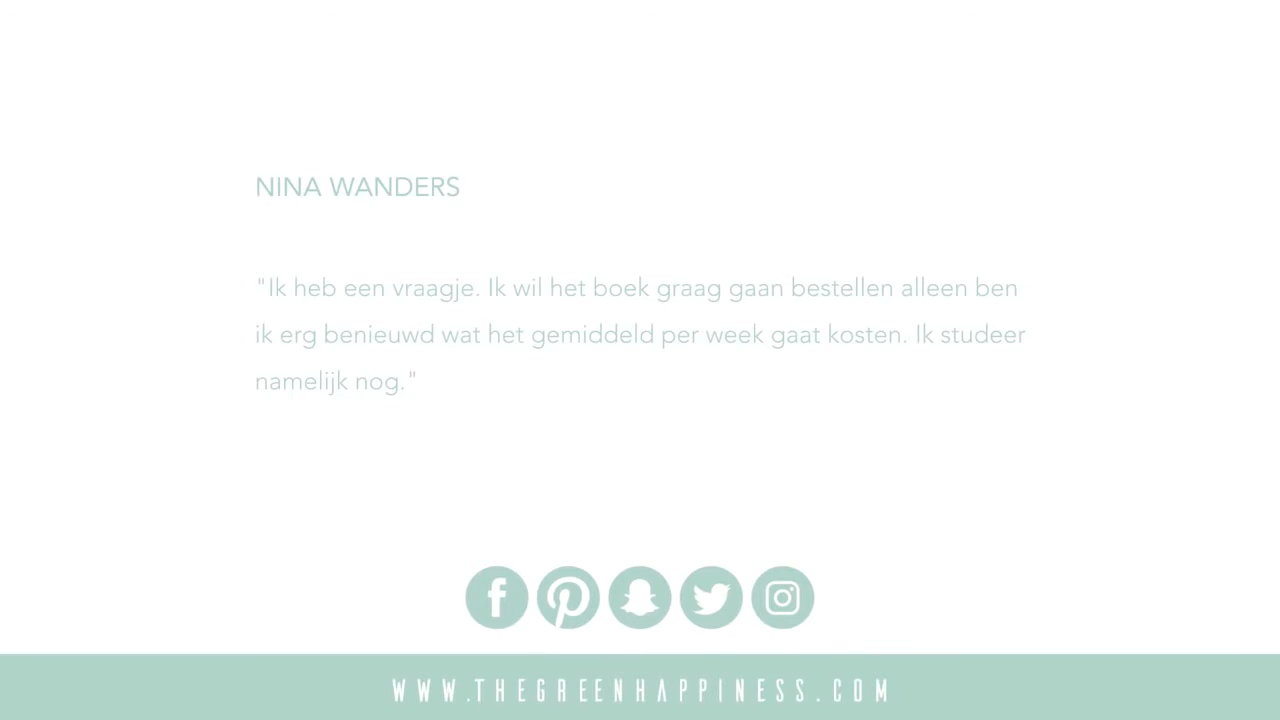 NINA WANDERS
"Ik heb een vraagje. Ik wil het boek graag gaan bestellen alleen ben
ik erg benieuwd wat het gemiddeld per week gaat kosten. Ik studeer
namelijk nog."
WWW.THEGREENHAPPINESS.COM